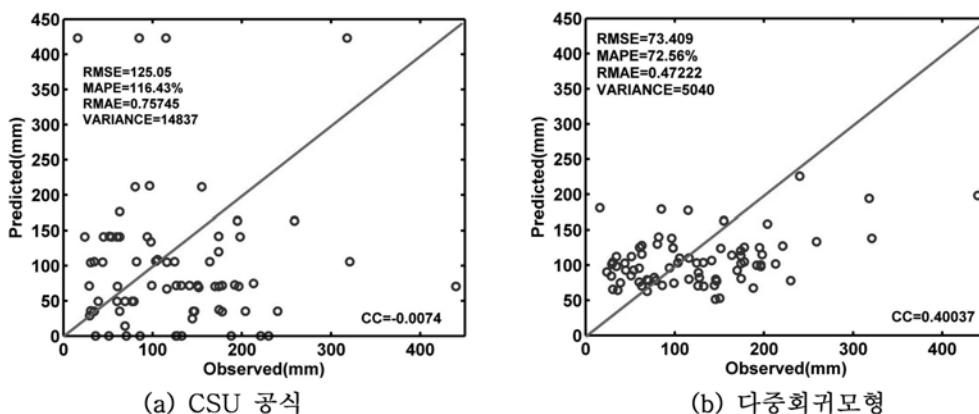 450
400
350
300
250
200
150
100
50
0
Predicted(mm)
RMSE=125.05
MAPE=116.43%
RMAE=0.75745
VARIANCE=14837
CC=-0.0074
0 100 200 300 400
Observed(mm)
(a) CSU 공식
450
400
350
300
250
200
150
100
50
0
Predicted(mm)
RMSE=73.409
MAPE=72.56%
RMAE=0.47222
VARIANCE=5040
CC=0.40037
0 100 200 300 400
Observed(mm)
(b) 다중회귀모형